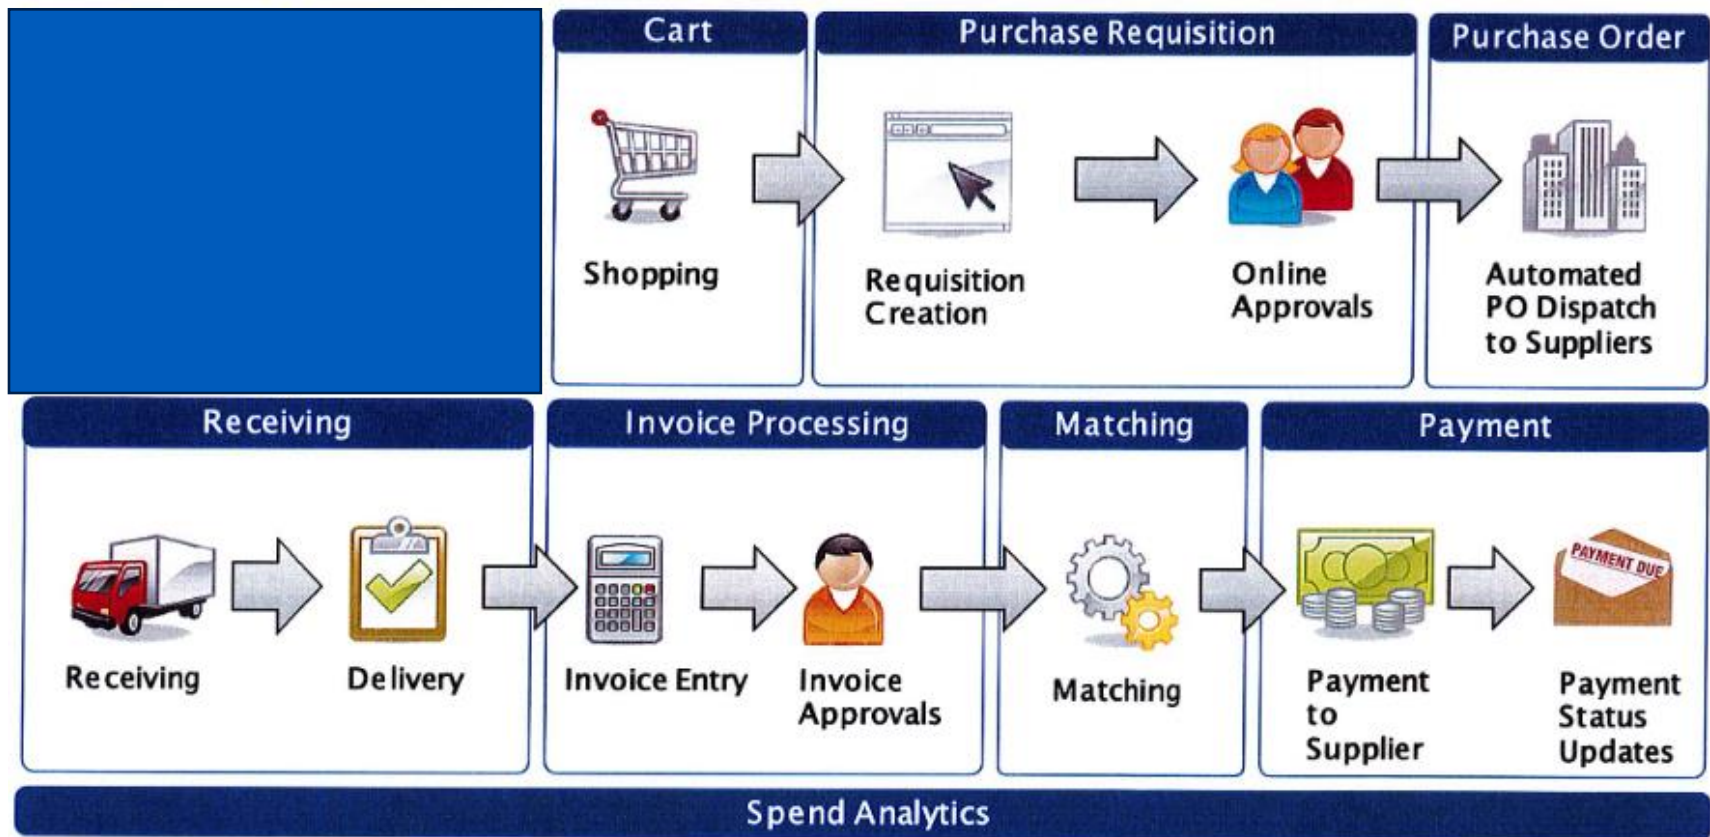 Cart
Purchase Requisition
Purchase Order
Shopping
Requisition
Creation
Online
Approvals
Automated
PO Dispatch
to Suppliers
Receiving
Invoice Processing
Matching
Payment
PAYMENT DUE
Receiving
Delivery
Invoice Entry
Invoice
Approvals
Matching
Payment
to
Supplier
Payment
Status
Updates
Spend Analytics